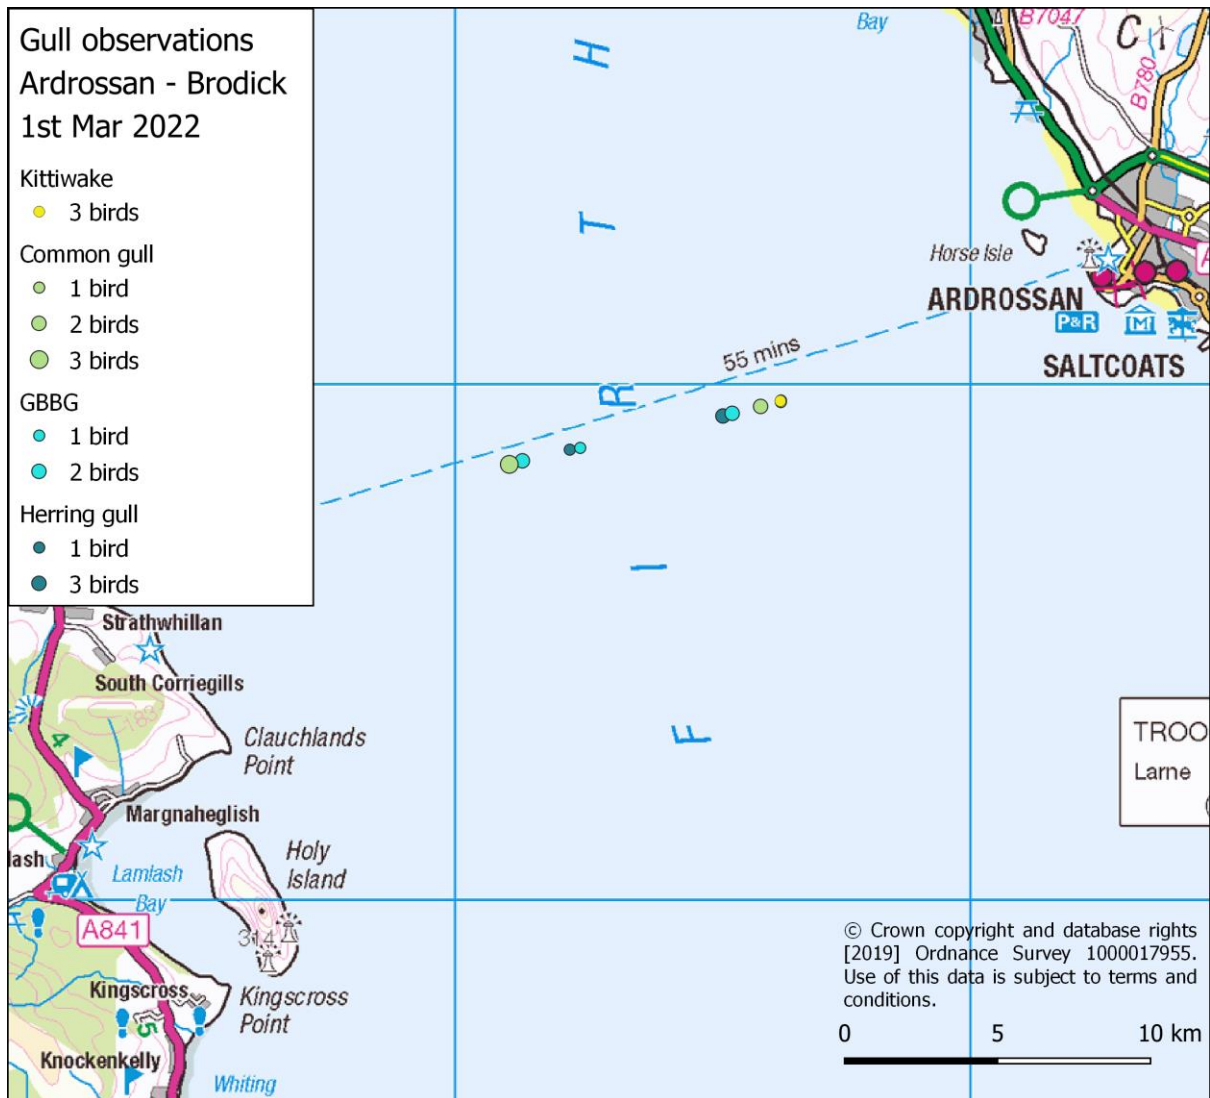 Gull observations
Ardrossan - Brodick
1st Mar 2022
Kittiwake
3 birds
Common gull
1 bird
2 birds
3 birds
GBBG
1 bird
2 birds
Herring gull
1 bird
3 birds
Bay
B7047
C
B780
H
T
R
I
F
Horse Isle
ARDROSSAN
A
P&R
M
SALTCOATS
55 mins
Strathwhillan
South Corriegills
183
4
Clauchlands
Point
Margnaheglish
lash
Lamlash
Bay
Holy
Island
314
A841
Kingscross
Kingscross
Point
5
Knockenkelly
Whiting
TROO
Larne
© Crown copyright and database rights
[2019] Ordnance Survey 1000017955.
Use of this data is subject to terms and
conditions.
0 5 10 km